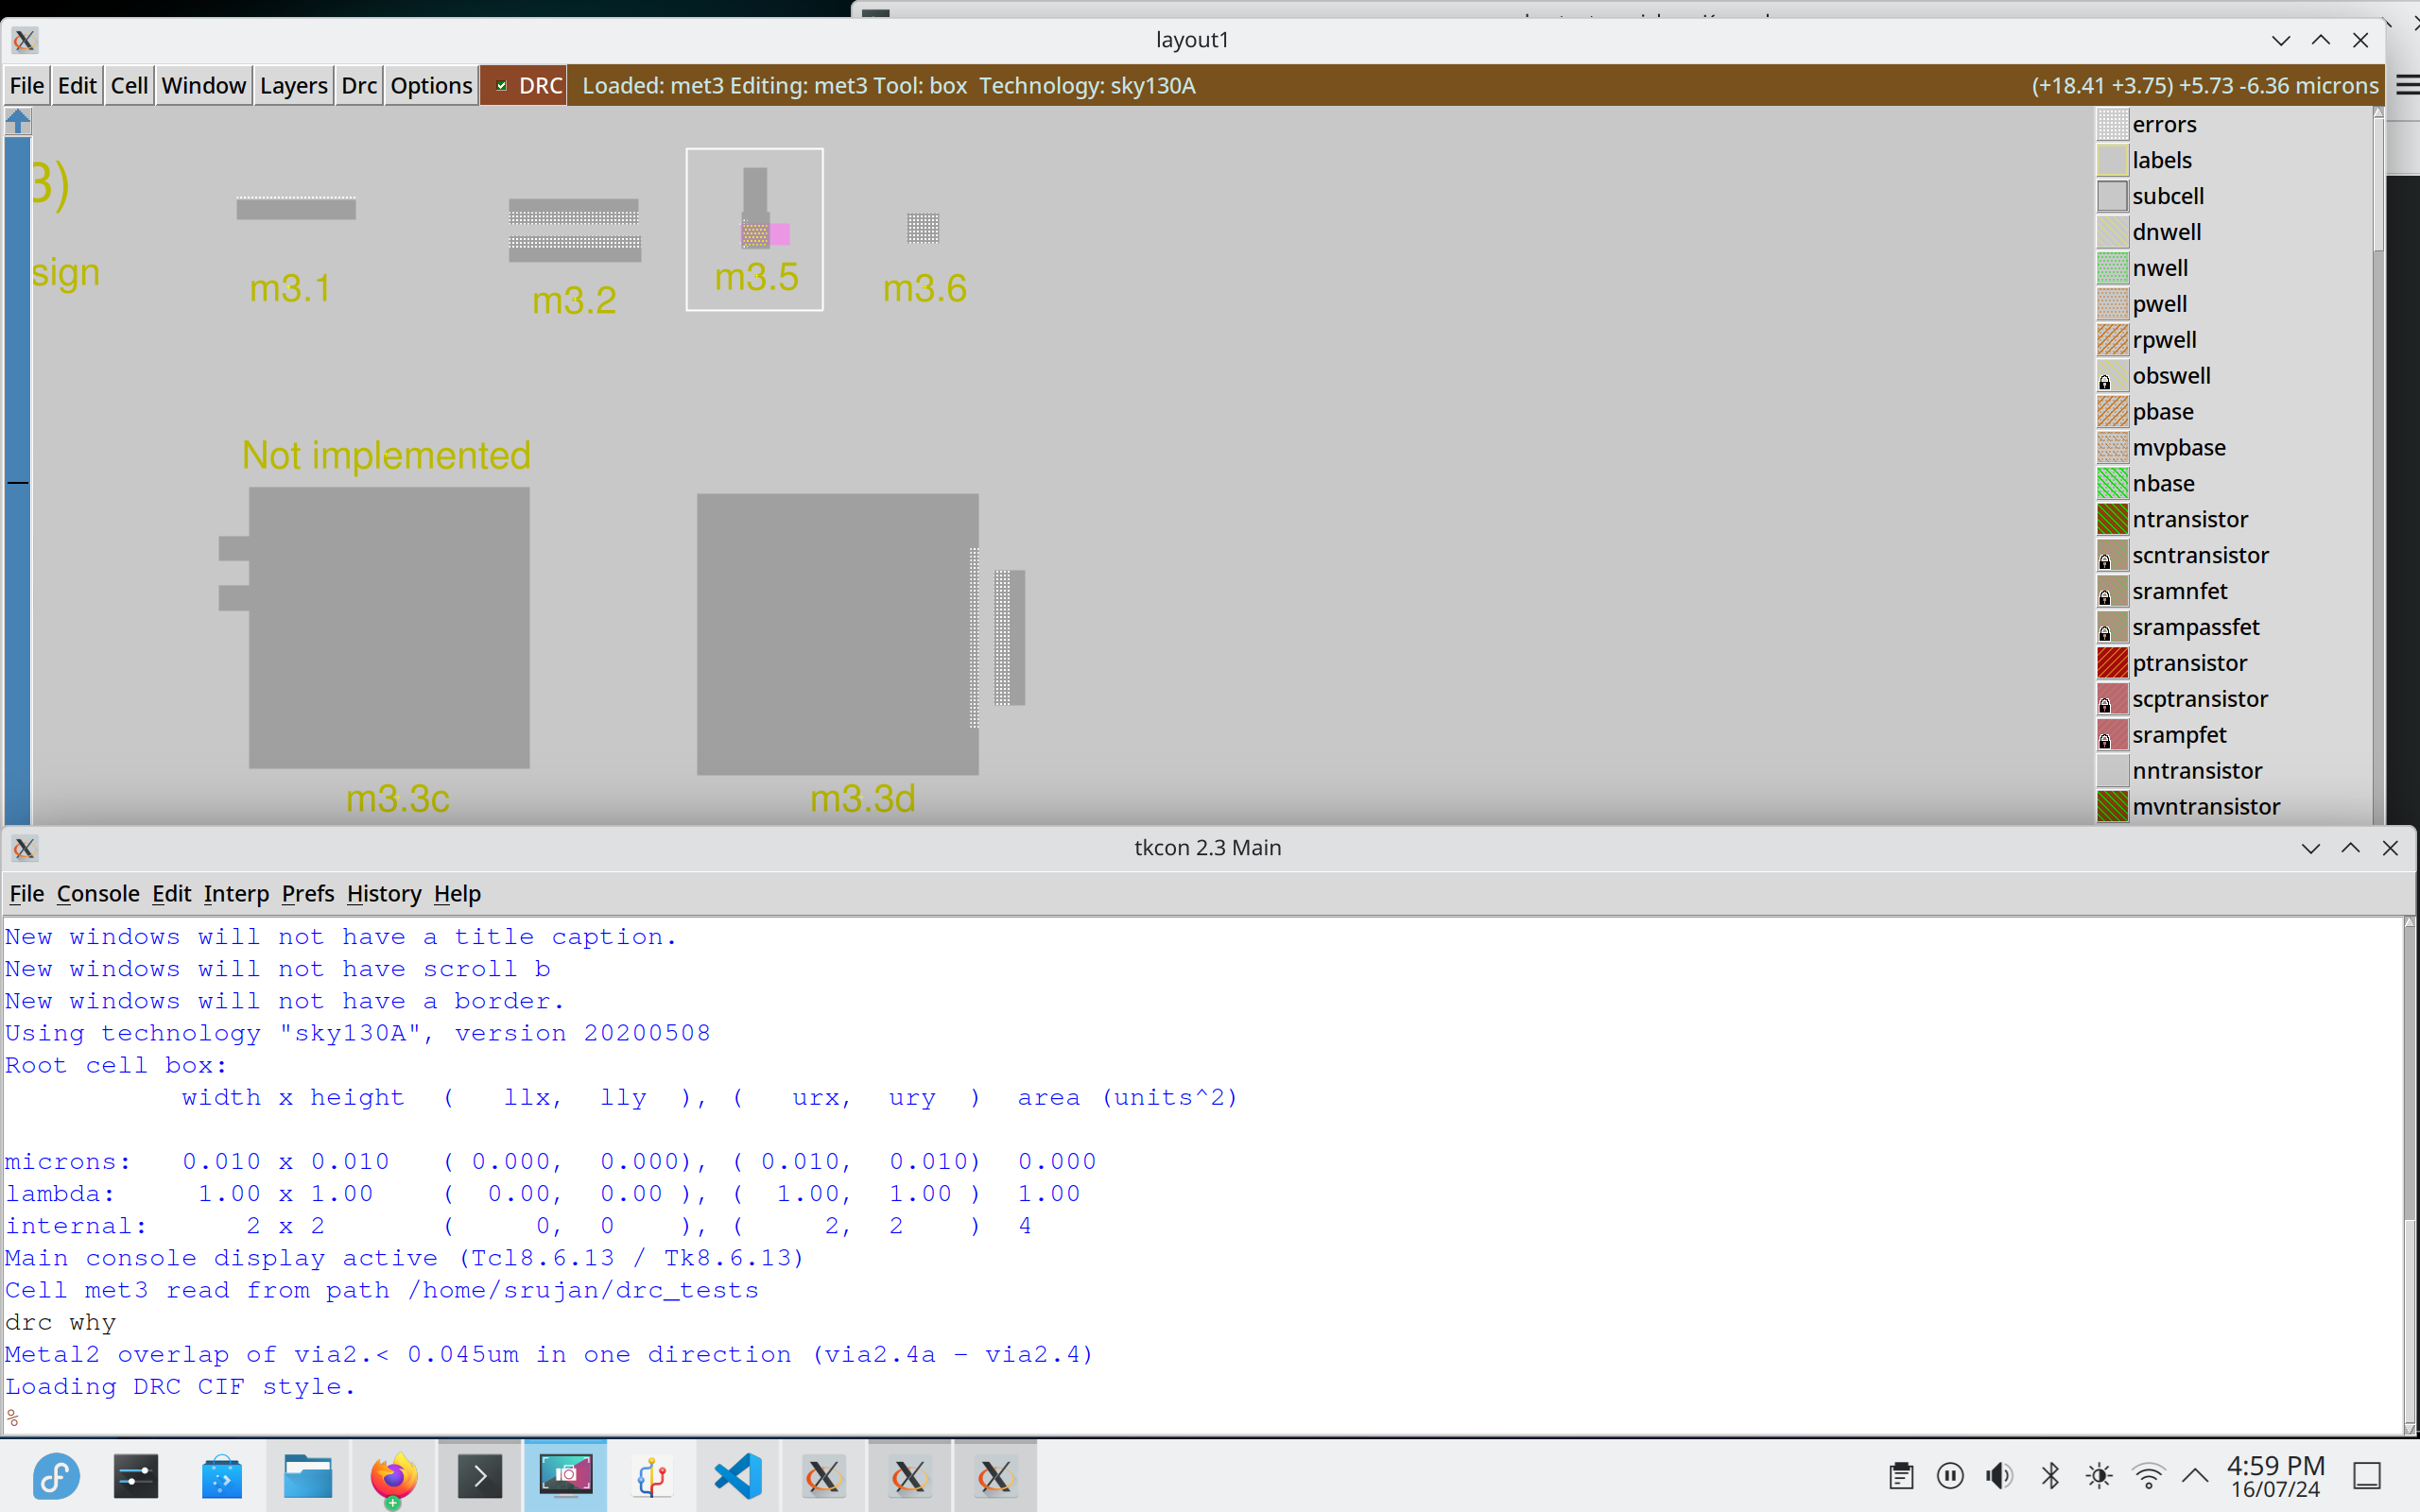 layout1
File Edit Cell Window Layers Drc Options DRC Loaded: met3 Editing: met3 Tool: box Technology: sky130A (+18.41 +3.75) +5.73 -6.36 microns
3)
sign
m3.1
m3.2
m3.5
m3.6
Not implemented
m3.3c
m3.3d
errors
labels
subcell
dnwell
nwell
pwell
rpwell
obswell
pbase
mvpbase
nbase
ntransistor
scntransistor
sramnfet
srampassfet
ptransistor
scptransistor
srampfet
nntransistor
mvntransistor
tkcon 2.3 Main
File Console Edit Interp Prefs History Help
New windows will not have a title caption.
New windows will not have scroll b
New windows will not have a border.
Using technology "sky130A", version 20200508
Root cell box:
width x height ( llx, lly ), ( urx, ury ) area (units^2)
microns: 0.010 x 0.010 ( 0.000, 0.000), ( 0.010, 0.010) 0.000
lambda: 1.00 x 1.00 ( 0.00, 0.00 ), ( 1.00, 1.00 ) 1.00
internal: 2 x 2 ( 0, 0 ), ( 2, 2 ) 4
Main console display active (Tcl8.6.13 / Tk8.6.13)
Cell met3 read from path /home/srujan/drc_tests
drc why
Metal2 overlap of via2.< 0.045um in one direction (via2.4a - via2.4)
Loading DRC CIF style.
%
4:59 PM
16/07/24